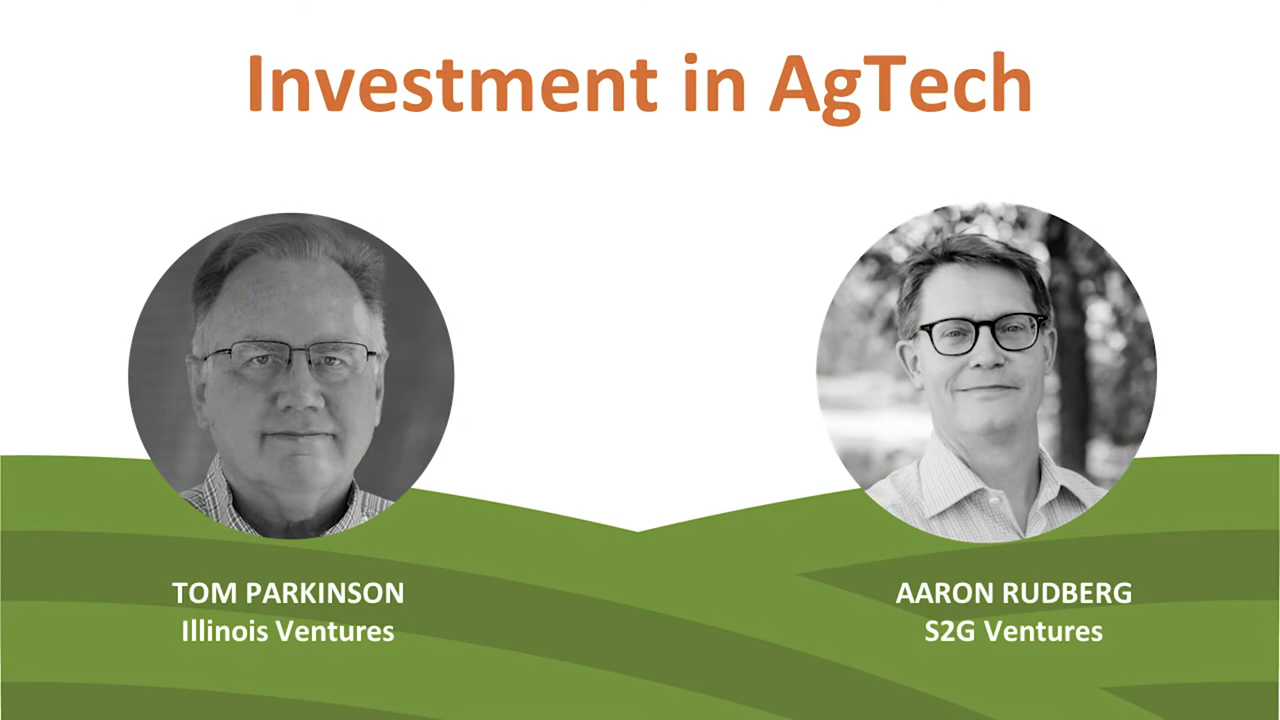 Investment in AgTech
TOM PARKINSON
Illinois Ventures
AARON RUDBERG
S2G Ventures